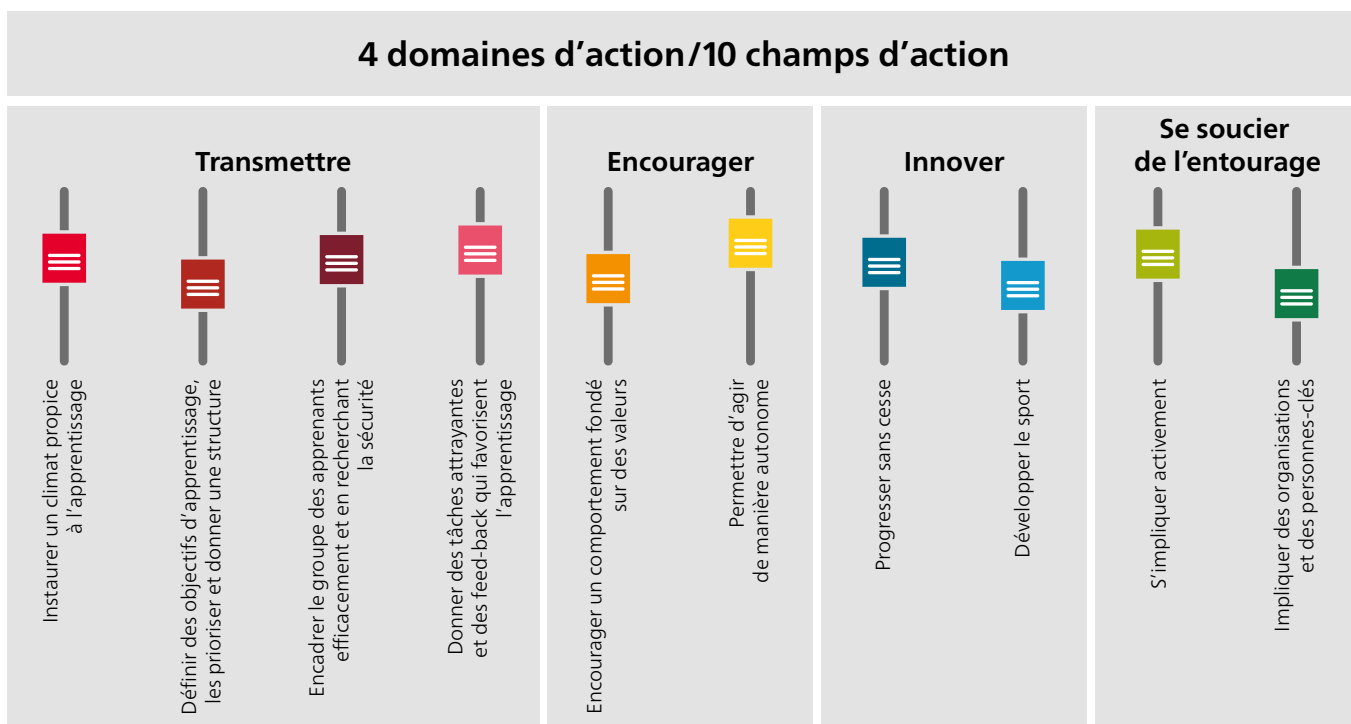 4 domaines d’action/10 champs d’action
Transmettre
Instaurer un climat propice
à l’apprentissage
Définir des objectifs d’apprentissage,
les prioriser et donner une structure
Encadrer le groupe des apprenants
efficacement et en recherchant
la sécurité
Donner des tâches attrayantes
et des feed-back qui favorisent
l’apprentissage
Encourager
Encourager un comportement fondé
sur des valeurs
Permettre d’agir
de manière autonome
Innover
Progresser sans cesse
Développer le sport
Se soucier
de l’entourage
S’impliquer activement
Impliquer des organisations
et des personnes-clés